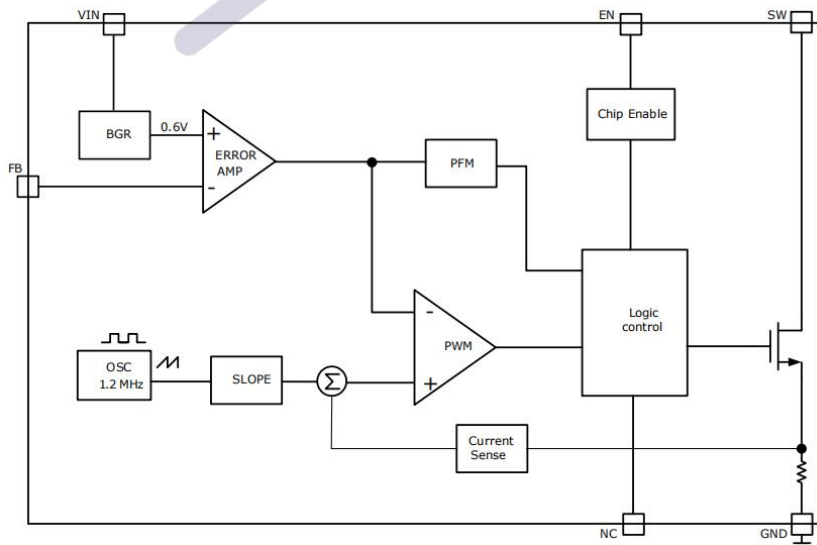 VIN
EN
SW
BGR
0.6V
+
ERROR
AMP
-
Chip Enable
PFM
FB
Logic
control
-
PWM
+
OSC
1.2 MHz
SLOPE
Σ
Current
Sense
NC
GND